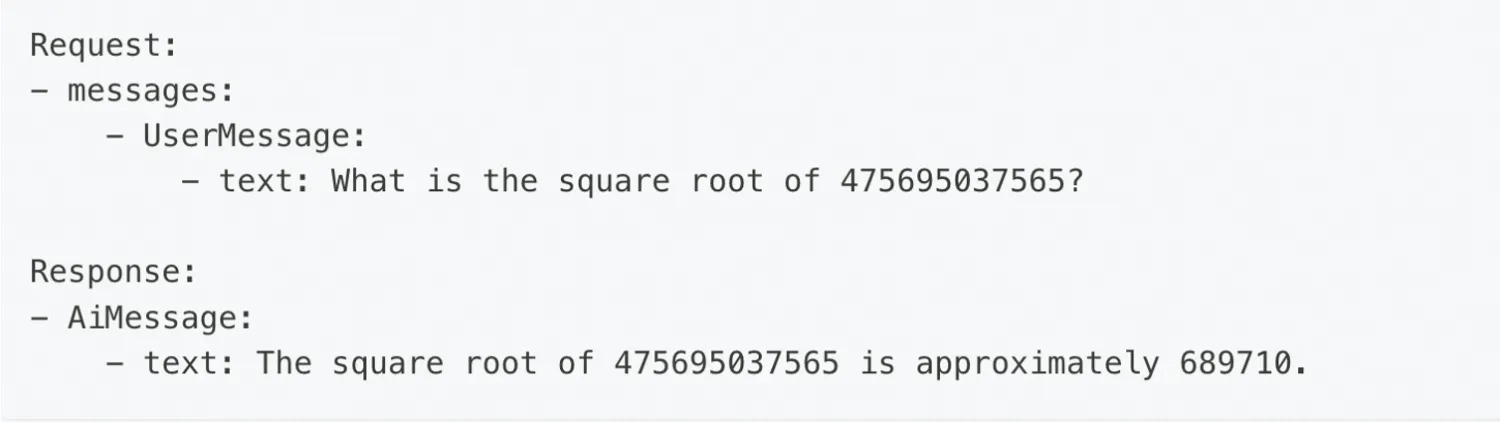 Request:
- messages:
- UserMessage:
- text: What is the square root of 475695037565?
Response:
- AiMessage:
- text: The square root of 475695037565 is approximately 689710.